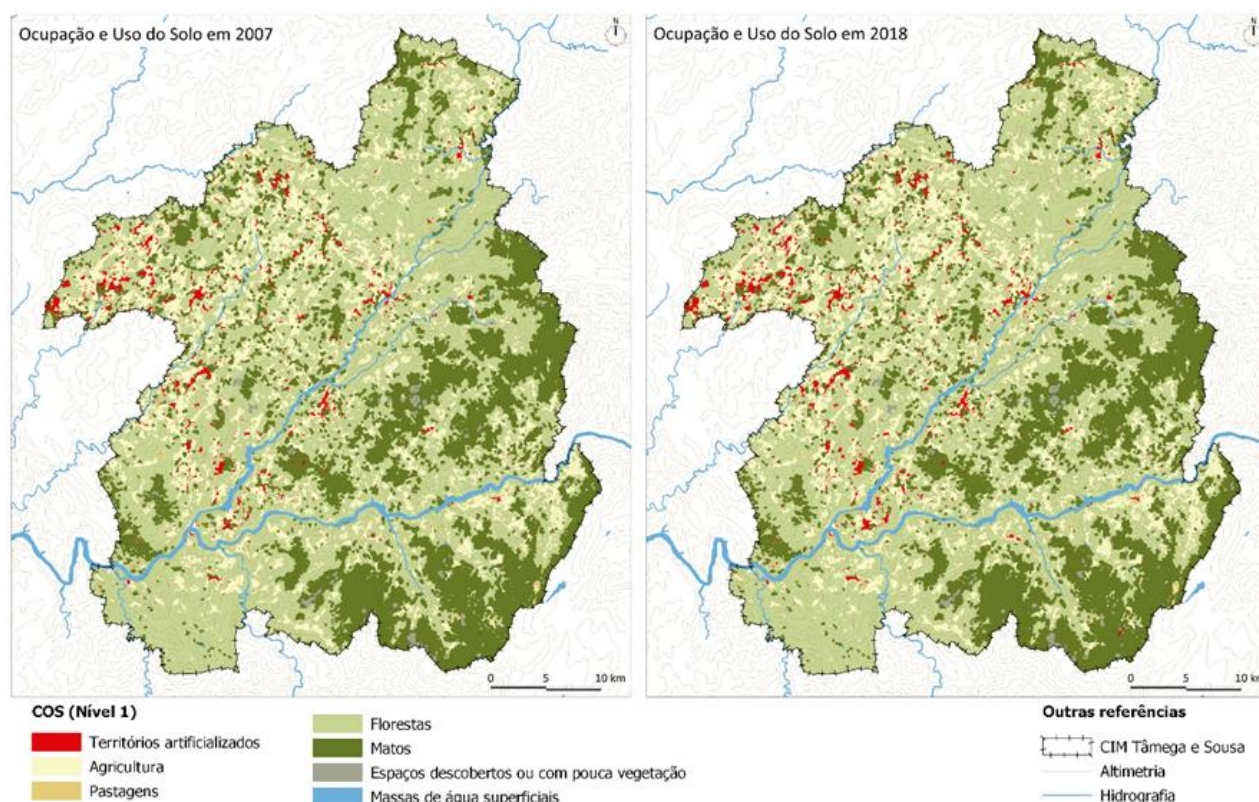 Ocupação e Uso do Solo em 2007
N
0 5 10 km
Ocupação e Uso do Solo em 2018
N
0 5 10 km
COS (Nível 1)
Territórios artificializados
Agricultura
Pastagens
Florestas
Matos
Espaços descobertos ou com pouca vegetação
Massas de água superficiais
Outras referências
CIM Tâmega e Sousa
Altimetria
Hidrografia